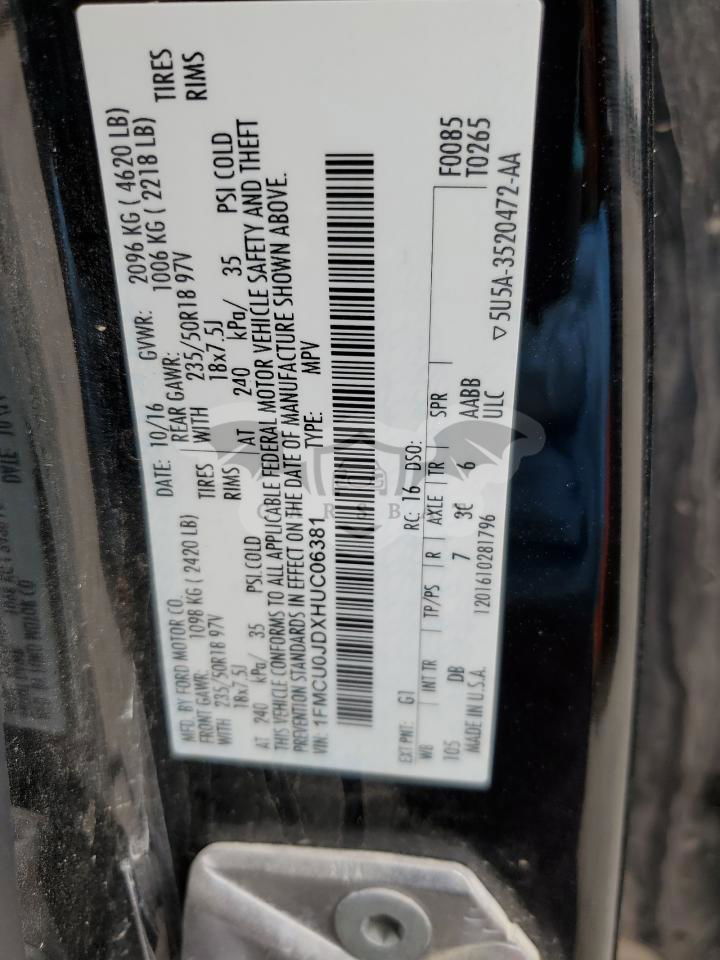 MFD. BY FORD MOTOR CO. DATE: 10/16 GVWR: 2096 KG ( 4620 LB)
FRONT GAWR: 1098 KG ( 2420 LB) REAR GAWR: 1006 KG ( 2218 LB)
WITH 235/50R18 97V TIRES WITH 235/50R18 97V TIRES
18x7.5J RIMS 18x7.5J RIMS
AT 240 kPa/ 35 PSI COLD AT 240 kPa/ 35 PSI COLD
THIS VEHICLE CONFORMS TO ALL APPLICABLE FEDERAL MOTOR VEHICLE SAFETY AND THEFT
PREVENTION STANDARDS IN EFFECT ON THE DATE OF MANUFACTURE SHOWN ABOVE.
VIN: 1FMCU0JDXHUC06381 TYPE: MPV
EXT PNT: G1 RC: 16 DSO: F0085
T0265
WB INT TR TP/PS R AXLE TR SPR
105 DB 7 3C 6 AABB
ULC
MADE IN U.S.A. 1201610281796 ▽5U5A-3520472-AA